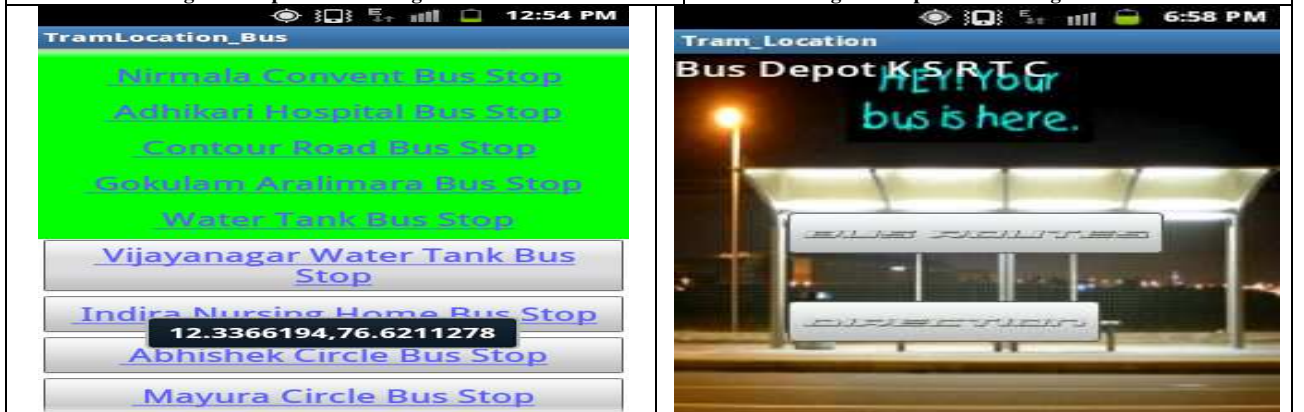 12:54 PM
TramLocation_Bus
Nirmala Convent Bus Stop
Adhikari Hospital Bus Stop
Contour Road Bus Stop
Gokulam Aralimara Bus Stop
Water Tank Bus Stop
Vijayanagar Water Tank Bus
Stop
Indira Nursing Home Bus Stop
12.3366194,76.6211278
Abhishek Circle Bus Stop
Mayura Circle Bus Stop
6:58 PM
Tram_Location
Bus Depot K S R T C
HEY! Your
bus is here.
BUS ROUTES
DIRECTION